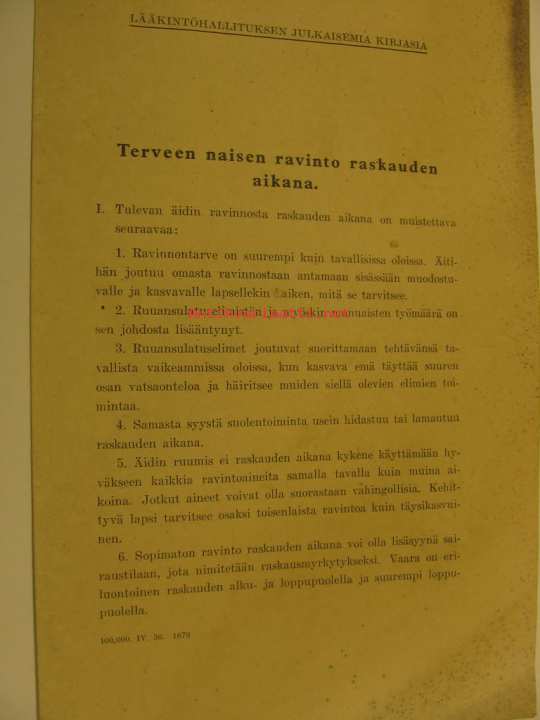 LÄÄKINTÖHALLITUKSEN JULKAISEMIA KIRJASIA
Terveen naisen ravinto raskauden
aikana.
I. Tulevan äidin ravinnosta raskauden aikana on muistettava
seuraavaa:
1. Ravinnontarve on suurempi kuin tavallisissa oloissa. Äiti-
hän joutuu omasta ravinnostaan antamaan sisässään muodostu-
valle ja kasvavalle lapsellekin kaiken, mitä se tarvitsee.
2. Ruuansulatuselimistön ja munuaisten työmäärä on
sen johdosta lisääntynyt.
3. Ruuansulatuselimet joutuvat suorittamaan tehtävänsä ta-
vallista vaikeammissa oloissa, kun kasvava emä täyttää suuren
osan vatsaonteloa ja häiritsee muiden siellä olevien elimien toi-
mintaa.
4. Samasta syystä suolentoiminta usein hidastuu tai lamautuu
raskauden aikana.
5. Äidin ruumis ei raskauden aikana kykene käyttämään hy-
väkseen kaikkia ravintoaineita samalla tavalla kuin muina ai-
koina. Jotkut aineet voivat olla suorastaan vahingollisia. Kehit-
tyvä lapsi tarvitsee osaksi toisenlaista ravintoa kuin täysikasvui-
nen.
6. Sopimaton ravinto raskauden aikana voi olla lisäsyynä sai-
raustilaan, jota nimitetään raskausmyrkytykseksi. Vaara on eri-
luontoinen raskauden alku- ja loppupuolella ja suurempi loppu-
puolella.
100,000. IV. 36. 1679